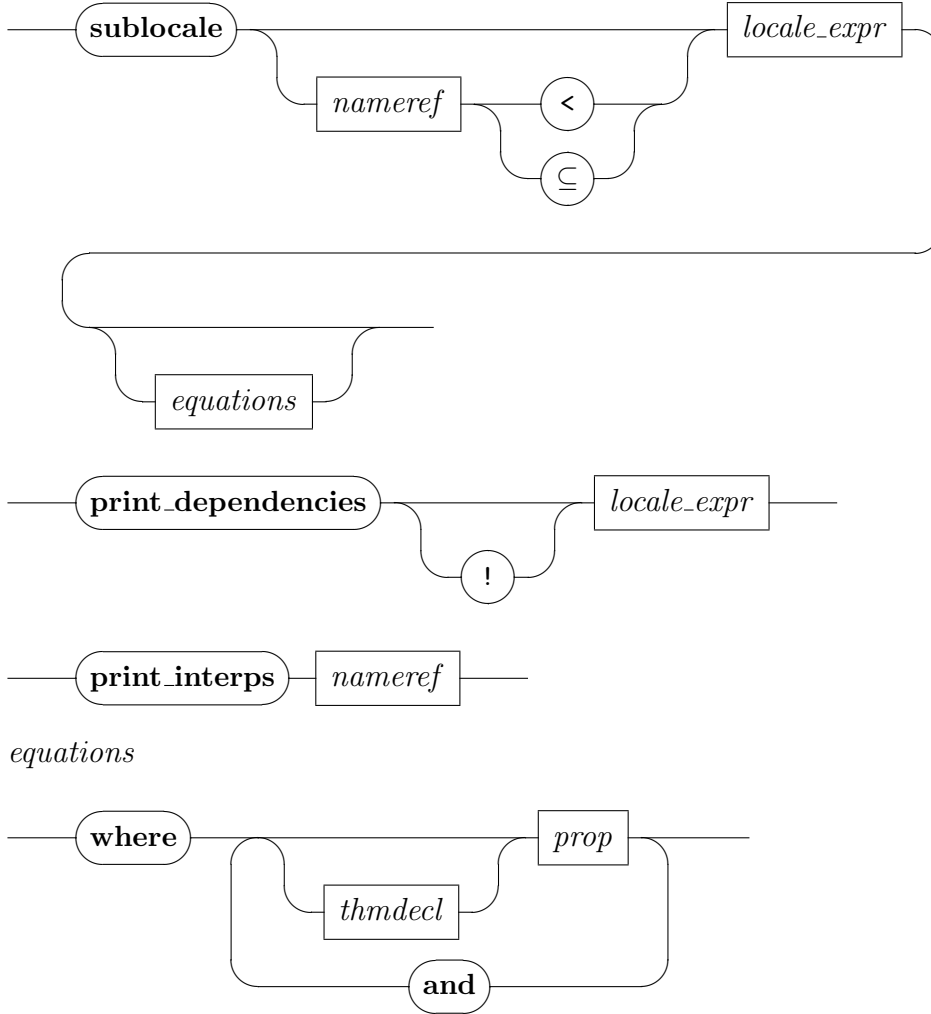 sublocale locale_expr
nameref <
⊆
equations
print_dependencies locale_expr
!
print_interps nameref
equations
where prop
thmdecl
and